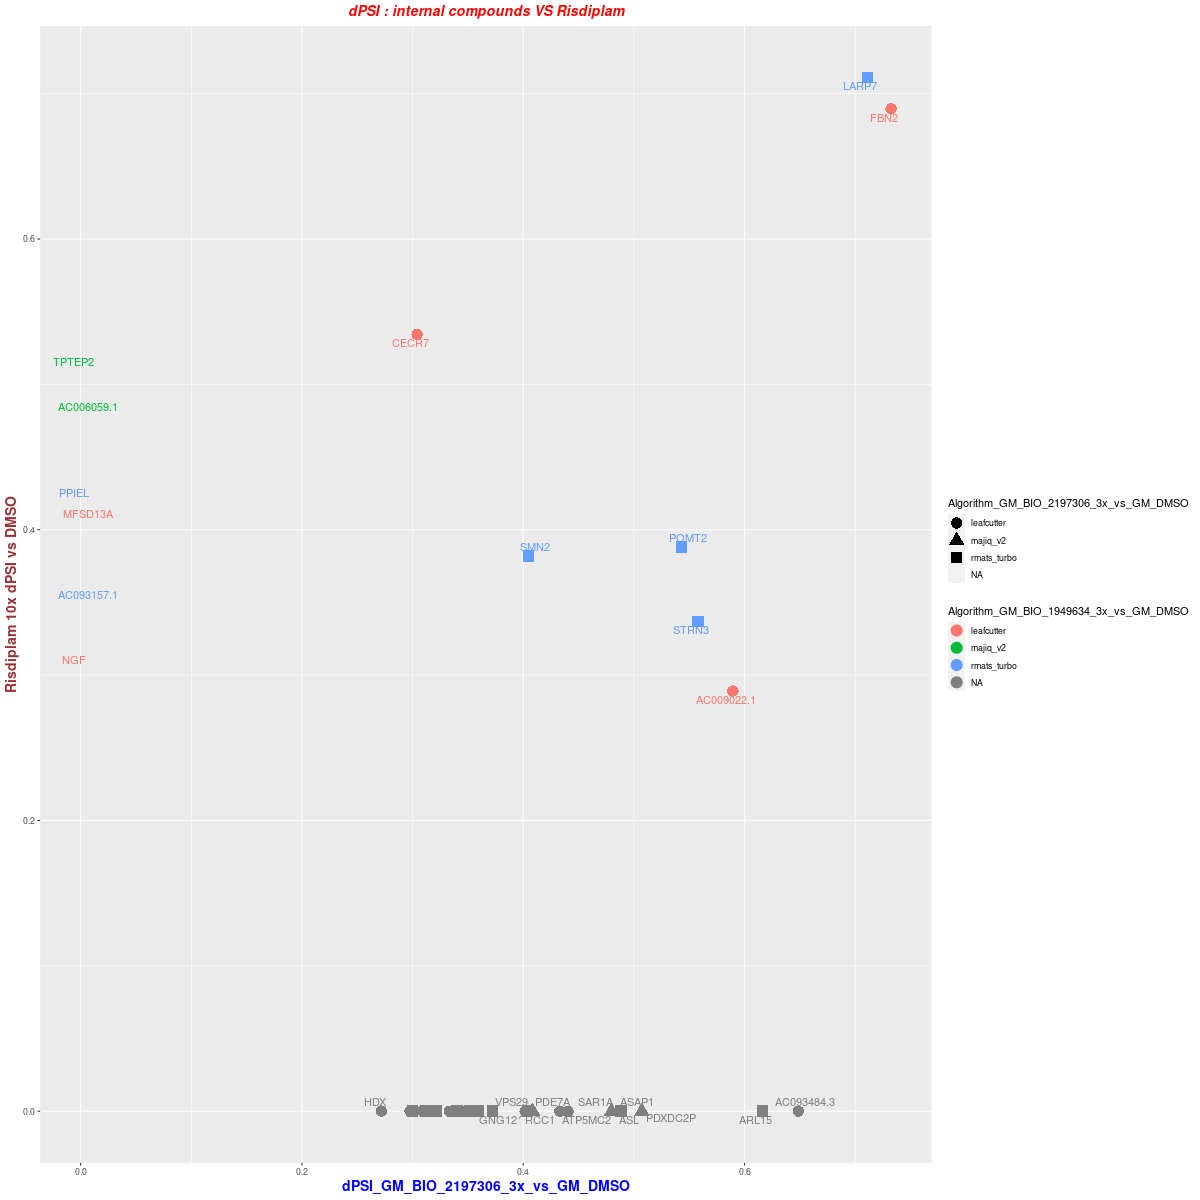 dPSI : internal compounds VS Risdiplam
LARP7
FBN2
0.6
CECR7
TPTEP2
AC006059.1
PPIEL
MFSD13A
0.4
POMT2
SMN2
AC093157.1
STRN3
NGF
AC009022.1
0.2
HDX VPS29 PDE7A SAR1A ASAP1 AC093484.3
0.0
GNG12 RCC1 ATP5MC2 ASL PDXDC2P ARL15
0.0 0.2 0.4 0.6
dPSI_GM_BIO_2197306_3x_vs_GM_DMSO
Risdiplam 10x dPSI vs DMSO
Algorithm_GM_BIO_2197306_3x_vs_GM_DMSO
leafcutter
majiq_v2
rmats_turbo
NA
Algorithm_GM_BIO_1949634_3x_vs_GM_DMSO
leafcutter
majiq_v2
rmats_turbo
NA